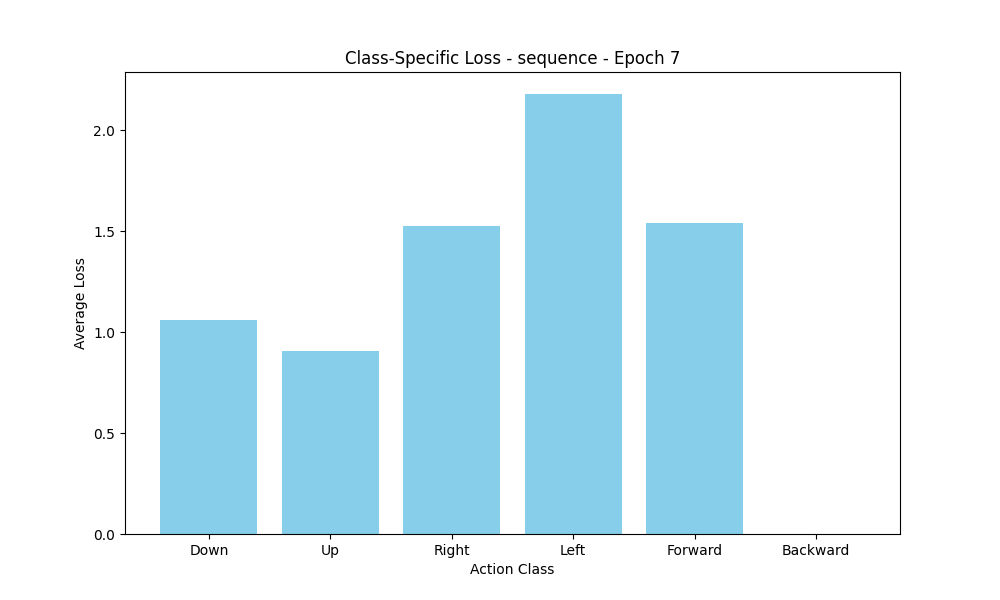 Class-Specific Loss - sequence - Epoch 7
Average Loss
2.0
1.5
1.0
0.5
0.0
Down Up Right Left Forward Backward
Action Class